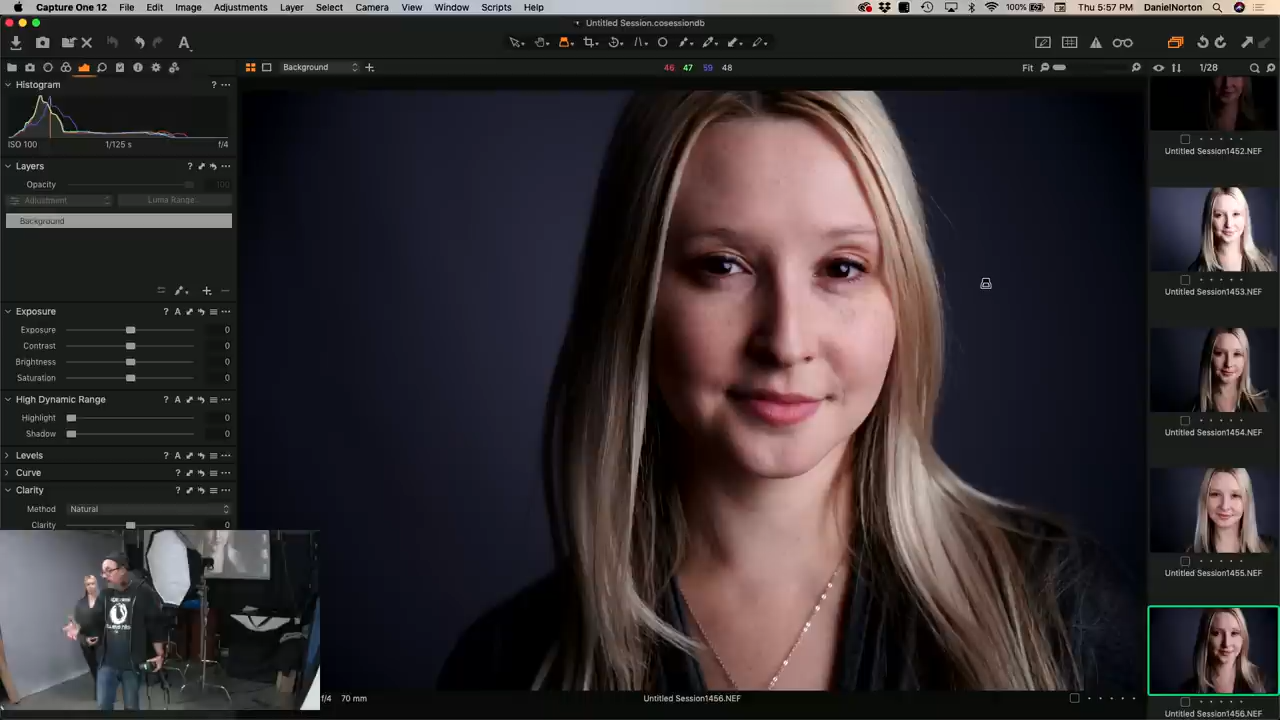 Capture One 12 File Edit Image Adjustments Layer Select Camera View Window Scripts Help 100% Thu 5:57 PM DanielNorton
Untitled Session.cosessiondb
A
Background 46 47 59 48 Fit 1/28
Histogram ? ...
ISO 100 1/125 s f/4
Layers ? ...
Opacity 100
Adjustment Luma Range...
Background
Exposure ? A ...
Exposure 0
Contrast 0
Brightness 0
Saturation 0
High Dynamic Range ? A ...
Highlight 0
Shadow 0
Levels ? A ...
Curve ? ...
Clarity ? ...
Method Natural
Clarity 0
Untitled Session1452.NEF
Untitled Session1453.NEF
Untitled Session1454.NEF
Untitled Session1455.NEF
Untitled Session1456.NEF
f/4 70 mm Untitled Session1456.NEF